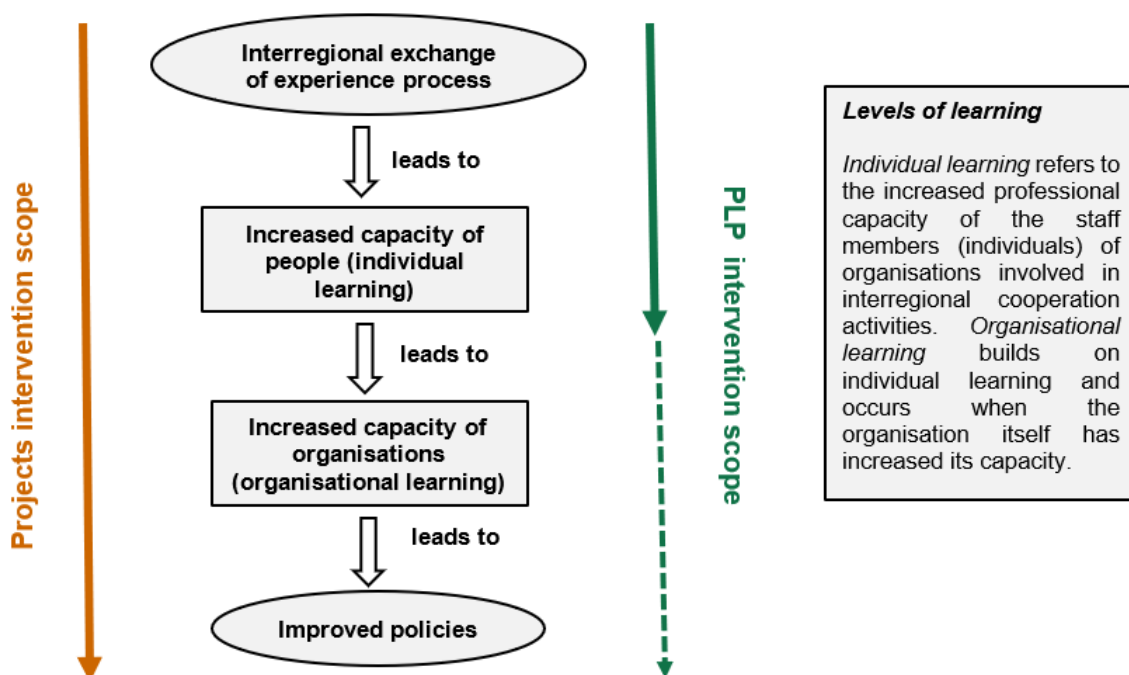 Projects intervention scope
Interregional exchange
of experience process
leads to
Increased capacity of
people (individual
learning)
leads to
Increased capacity of
organisations
(organisational learning)
leads to
Improved policies
PLP intervention scope
Levels of learning
Individual learning refers to
the increased professional
capacity of the staff
members (individuals) of
organisations involved in
interregional cooperation
activities. Organisational
learning builds on
individual learning and
occurs when the
organisation itself has
increased its capacity.